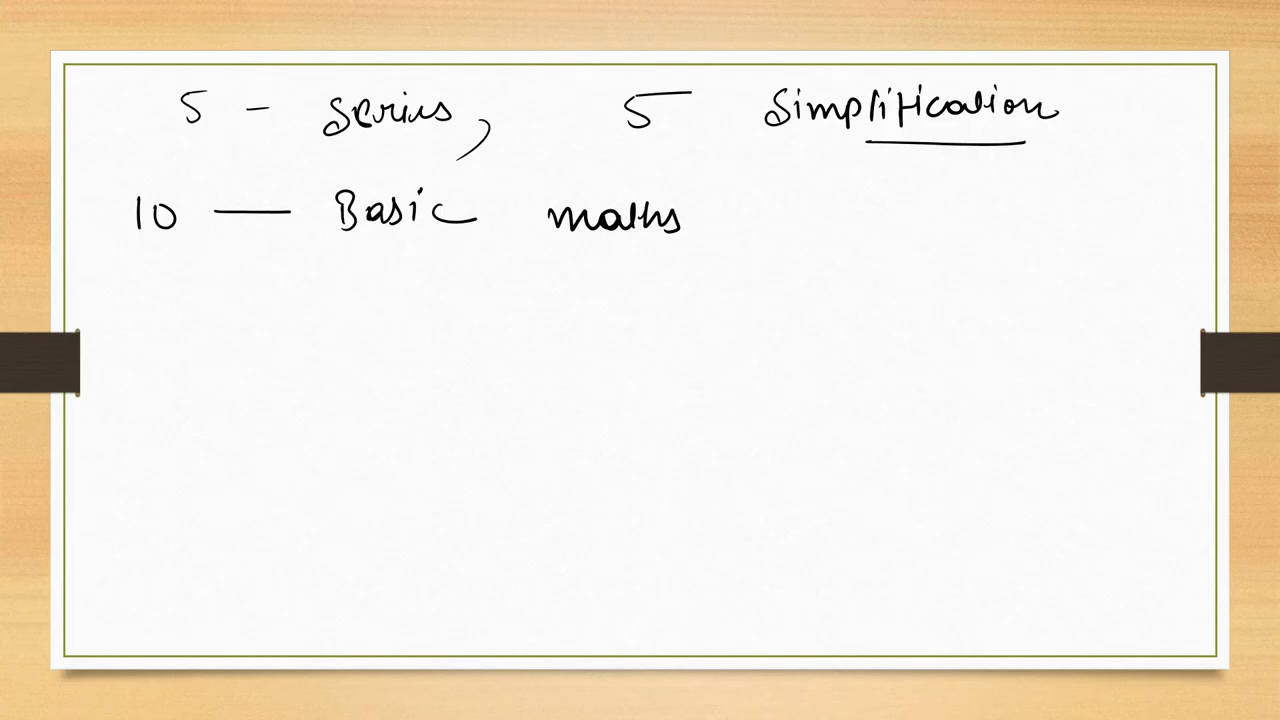 5 - Series, 5 Simplification
10 — Basic maths